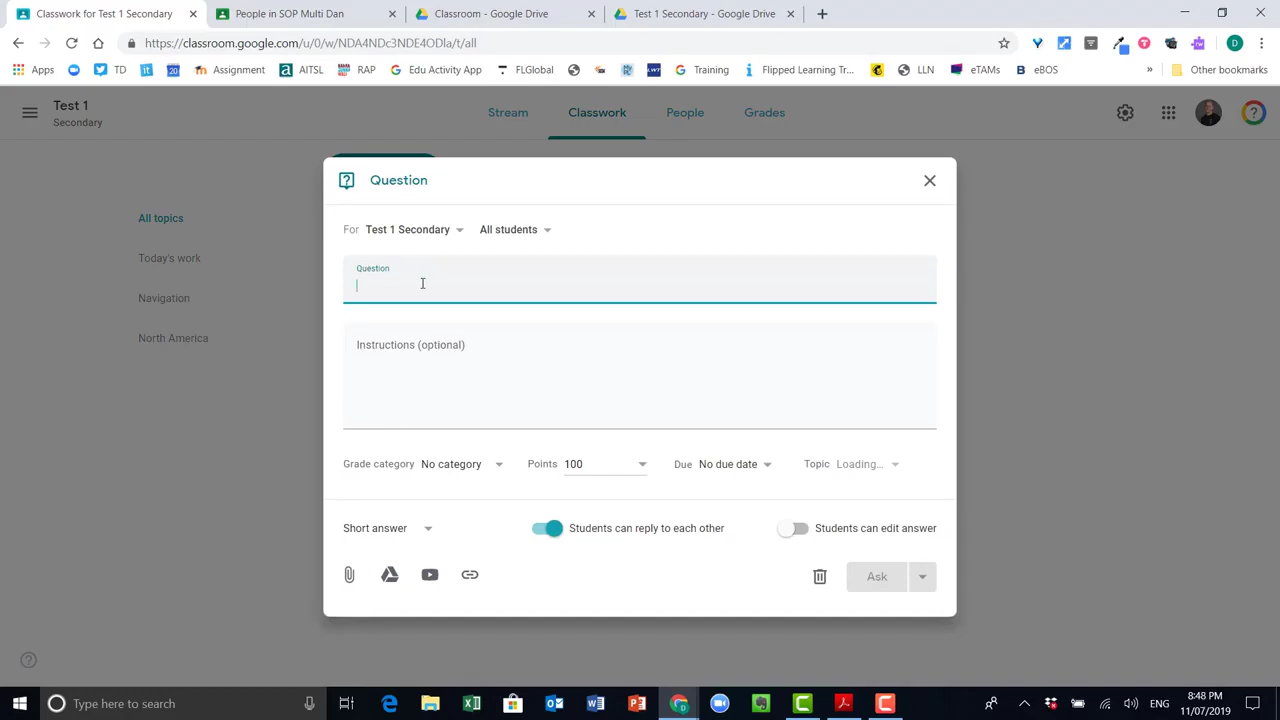 Classwork for Test 1 Secondary
People in SOP Multi Dan
Classroom - Google Drive
Test 1 Secondary - Google Drive
https://classroom.google.com/u/0/w/NDA4NDc3NDE4ODla/t/all
Apps
TD
20
Assignment
AITSL
RAP
Edu Activity App
FLGlobal
LWT
Training
Flipped Learning Tr...
LLN
eTAMs
eBOS
»
Other bookmarks
Test 1
Secondary
Stream
Classwork
People
Grades
All topics
Today's work
Navigation
North America
Question
For
Test 1 Secondary
All students
Question
Instructions (optional)
Grade category
No category
Points
100
Due
No due date
Topic
Loading...
Short answer
Students can reply to each other
Students can edit answer
Ask
Type here to search
ENG
8:48 PM
11/07/2019